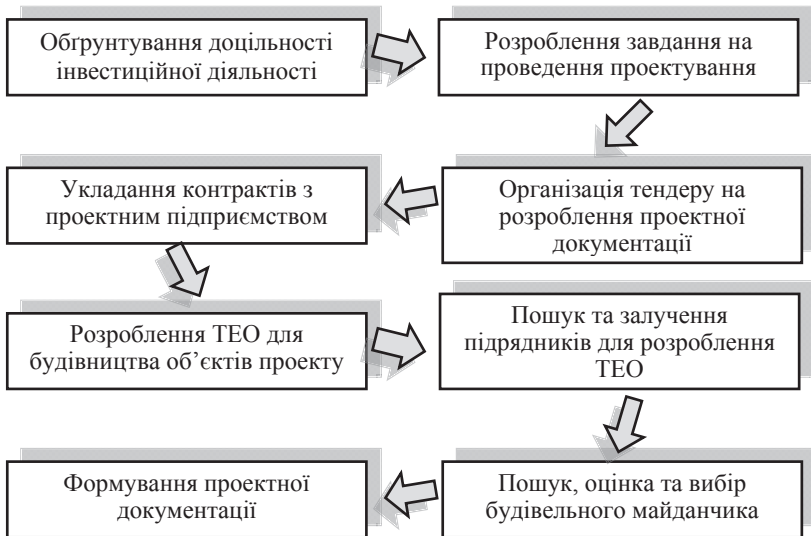 Обґрунтування доцільності
інвестиційної діяльності
Розроблення завдання на
проведення проектування
Організація тендеру на
розроблення проектної
документації
Укладання контрактів з
проектним підприємством
Розроблення ТЕО для
будівництва об’єктів проекту
Пошук та залучення
підрядників для розроблення
ТЕО
Пошук, оцінка та вибір
будівельного майданчика
Формування проектної
документації